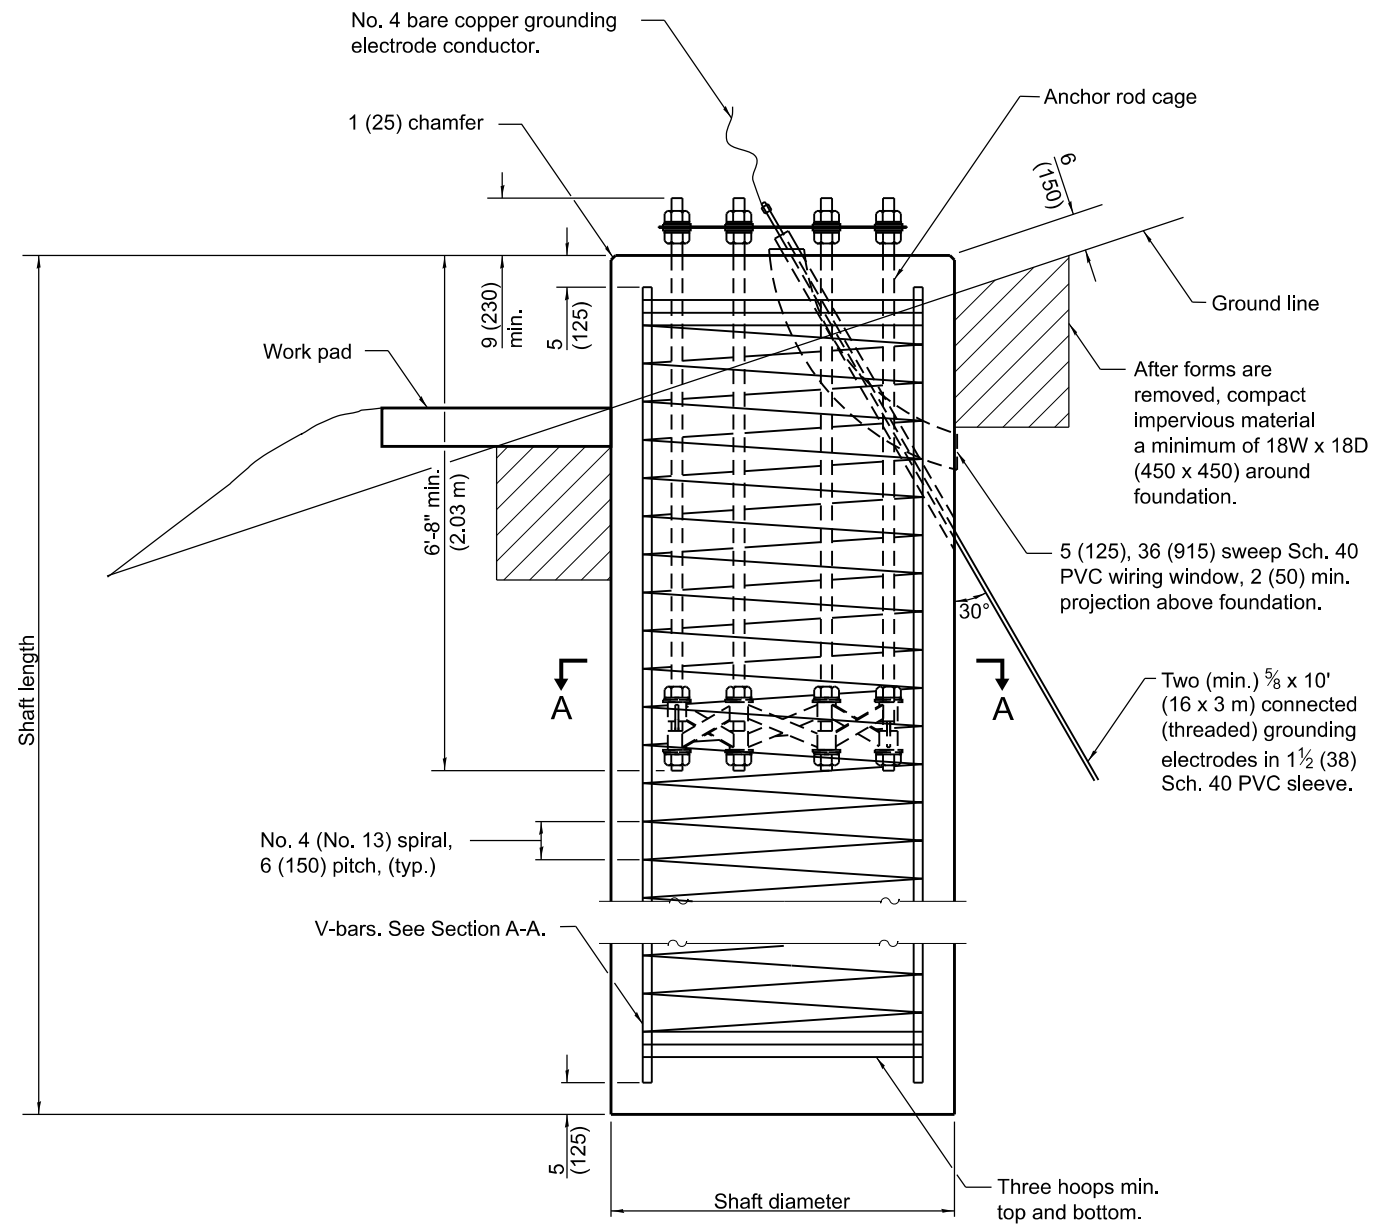 No. 4 bare copper grounding
electrode conductor.
1 (25) chamfer
Anchor rod cage
6
(150)
9 (230)
min.
5
(125)
Ground line
Work pad
After forms are
removed, compact
impervious material
a minimum of 18W x 18D
(450 x 450) around
foundation.
6'-8" min.
(2.03 m)
5 (125), 36 (915) sweep Sch. 40
PVC wiring window, 2 (50) min.
projection above foundation.
30°
Shaft length
A
A
Two (min.) ⅝ x 10'
(16 x 3 m) connected
(threaded) grounding
electrodes in 1½ (38)
Sch. 40 PVC sleeve.
No. 4 (No. 13) spiral,
6 (150) pitch, (typ.)
V-bars. See Section A-A.
5
(125)
Shaft diameter
Three hoops min.
top and bottom.